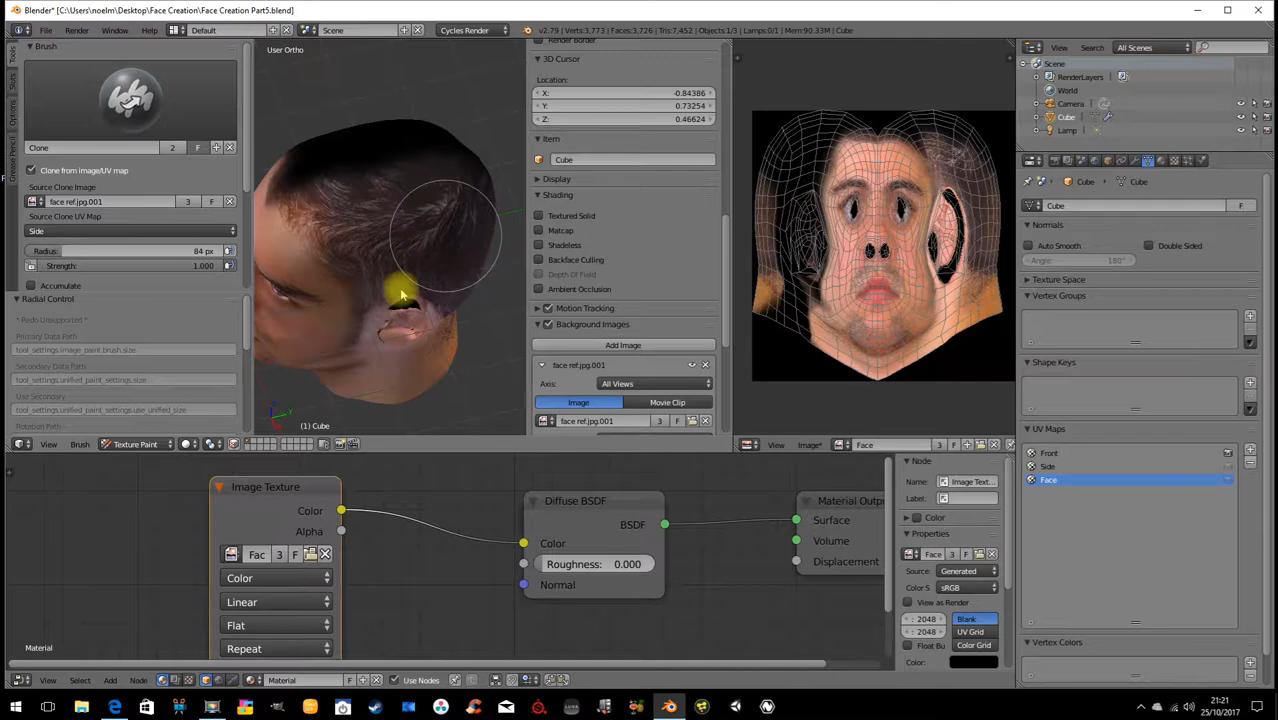 Blender* [C:\Users\noelm\Desktop\Face Creation\Face Creation Part5.blend]
File Render Window Help Default Scene Cycles Render v2.79 | Verts:3,773 | Faces:3,726 | Tris:7,452 | Objects:1/3 | Lamps:0/1 | Mem:90.33M | Cube
View Search All Scenes
Tools
Slots
Options
Grease Pencil
Brush
Clone 2 F
Clone from image/UV map
Source Clone Image
face ref.jpg.001 3 F
Source Clone UV Map
Side
Radius: 84 px
Strength: 1.000
Accumulate
Radial Control
* Redo Unsupported *
Primary Data Path
tool_settings.image_paint.brush.size
Secondary Data Path
tool_settings.unified_paint_settings.size
Use Secondary
tool_settings.unified_paint_settings.use_unified_size
Rotation Path
User Ortho
(1) Cube
View Brush Texture Paint
Render Border
3D Cursor
Location:
X: -0.84386
Y: 0.73254
Z: 0.46624
Item
Cube
Display
Shading
Textured Solid
Matcap
Shadeless
Backface Culling
Depth Of Field
Ambient Occlusion
Motion Tracking
Background Images
Add Image
face ref.jpg.001
Axis: All Views
Image Movie Clip
face ref.jpg.001 3 F
View Image* Face 3 F
Scene
RenderLayers
World
Camera
Cube
Lamp
Cube Cube
Cube F
Normals
Auto Smooth Double Sided
Angle: 180°
Texture Space
Vertex Groups
Shape Keys
UV Maps
Front
Side
Face
Vertex Colors
Image Texture
Color
Alpha
Fac 3 F
Color
Linear
Flat
Repeat
Diffuse BSDF
BSDF
Color
Roughness: 0.000
Normal
Material Outpu
Surface
Volume
Displacement
Material
Node
Name: Image Text...
Label:
Color
Properties
Face 3 F
Source: Generated
Color S sRGB
View as Render
: 2048 Blank
: 2048 UV Grid
Float Bu Color Grid
Color:
View Select Add Node Material F Use Nodes
21:21
25/10/2017